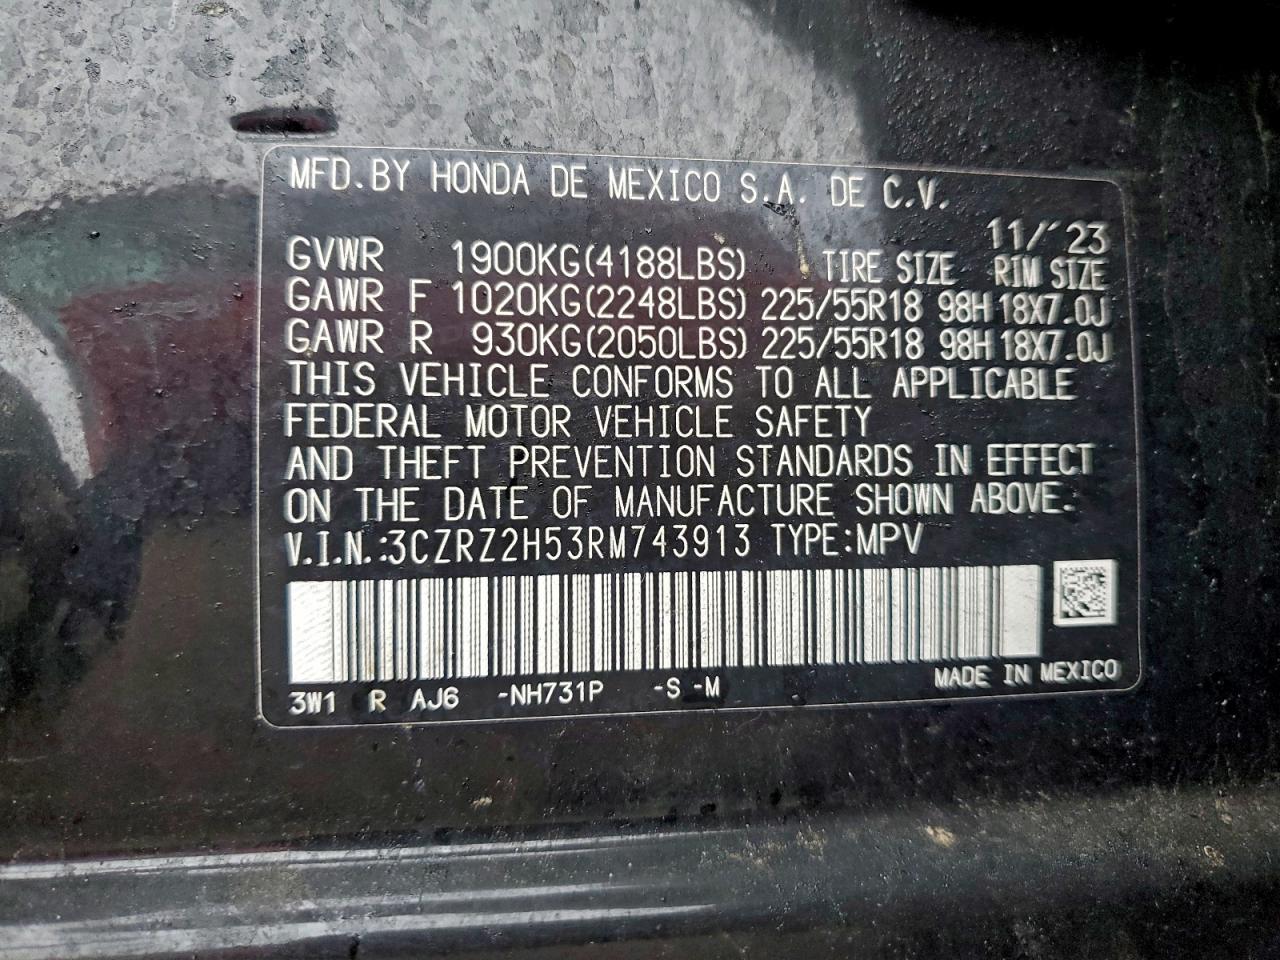 MFD.BY HONDA DE MEXICO S.A. DE C.V.
11/'23
GVWR 1900KG(4188LBS) TIRE SIZE RIM SIZE
GAWR F 1020KG(2248LBS) 225/55R18 98H 18X7.0J
GAWR R 930KG(2050LBS) 225/55R18 98H 18X7.0J
THIS VEHICLE CONFORMS TO ALL APPLICABLE
FEDERAL MOTOR VEHICLE SAFETY
AND THEFT PREVENTION STANDARDS IN EFFECT
ON THE DATE OF MANUFACTURE SHOWN ABOVE.
V.I.N.:3CZRZ2H53RM743913 TYPE:MPV
3W1 R AJ6 -NH731P -S -M MADE IN MEXICO